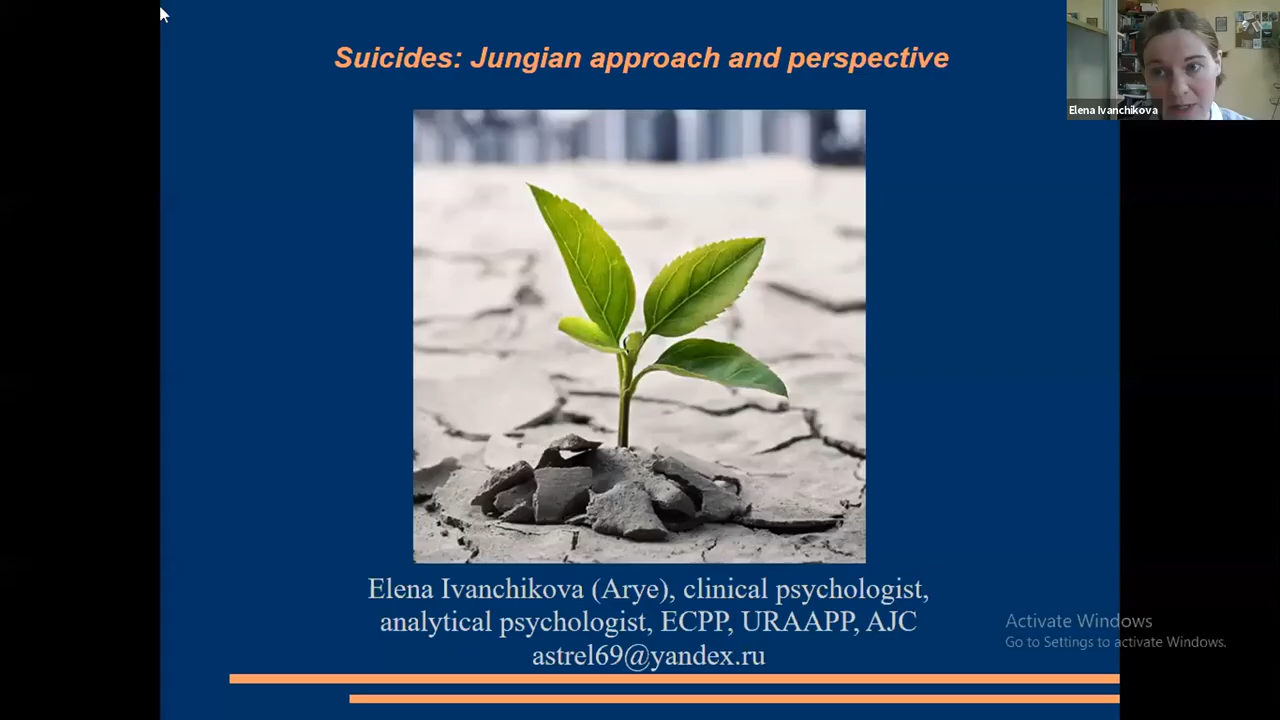 Suicides: Jungian approach and perspective
Elena Ivanchikova
Elena Ivanchikova (Arye), clinical psychologist,
analytical psychologist, ECPP, URAAPP, AJC
astrel69@yandex.ru
Activate Windows
Go to Settings to activate Windows.